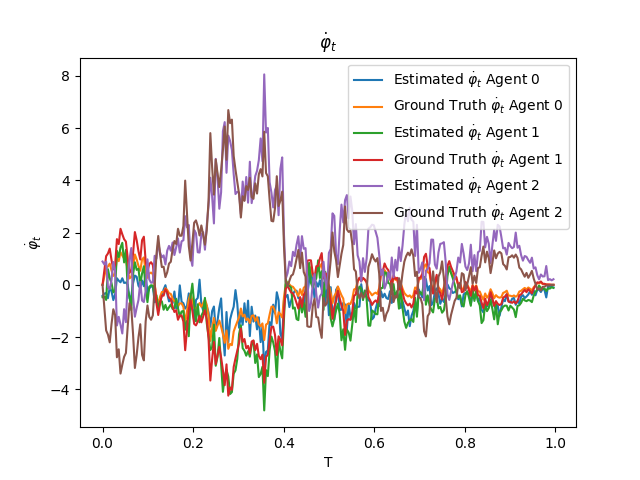 φ̇ₜ
8
6
4
2
0
−2
−4
φ̇ₜ
Estimated φ̇ₜ Agent 0
Ground Truth φ̇ₜ Agent 0
Estimated φ̇ₜ Agent 1
Ground Truth φ̇ₜ Agent 1
Estimated φ̇ₜ Agent 2
Ground Truth φ̇ₜ Agent 2
0.0 0.2 0.4 0.6 0.8 1.0
T